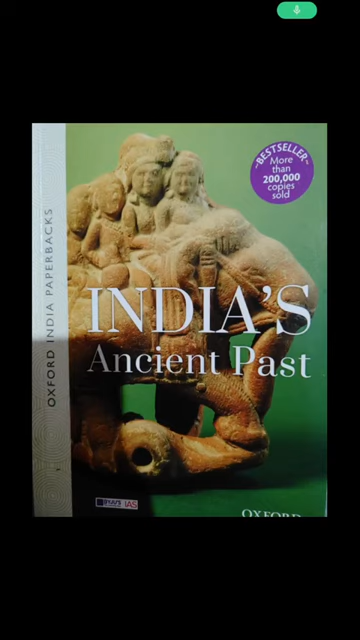 BESTSELLER
More
than
200,000
copies
sold
OXFORD INDIA PAPERBACKS
INDIA'S
Ancient Past
IAS
OXFORD